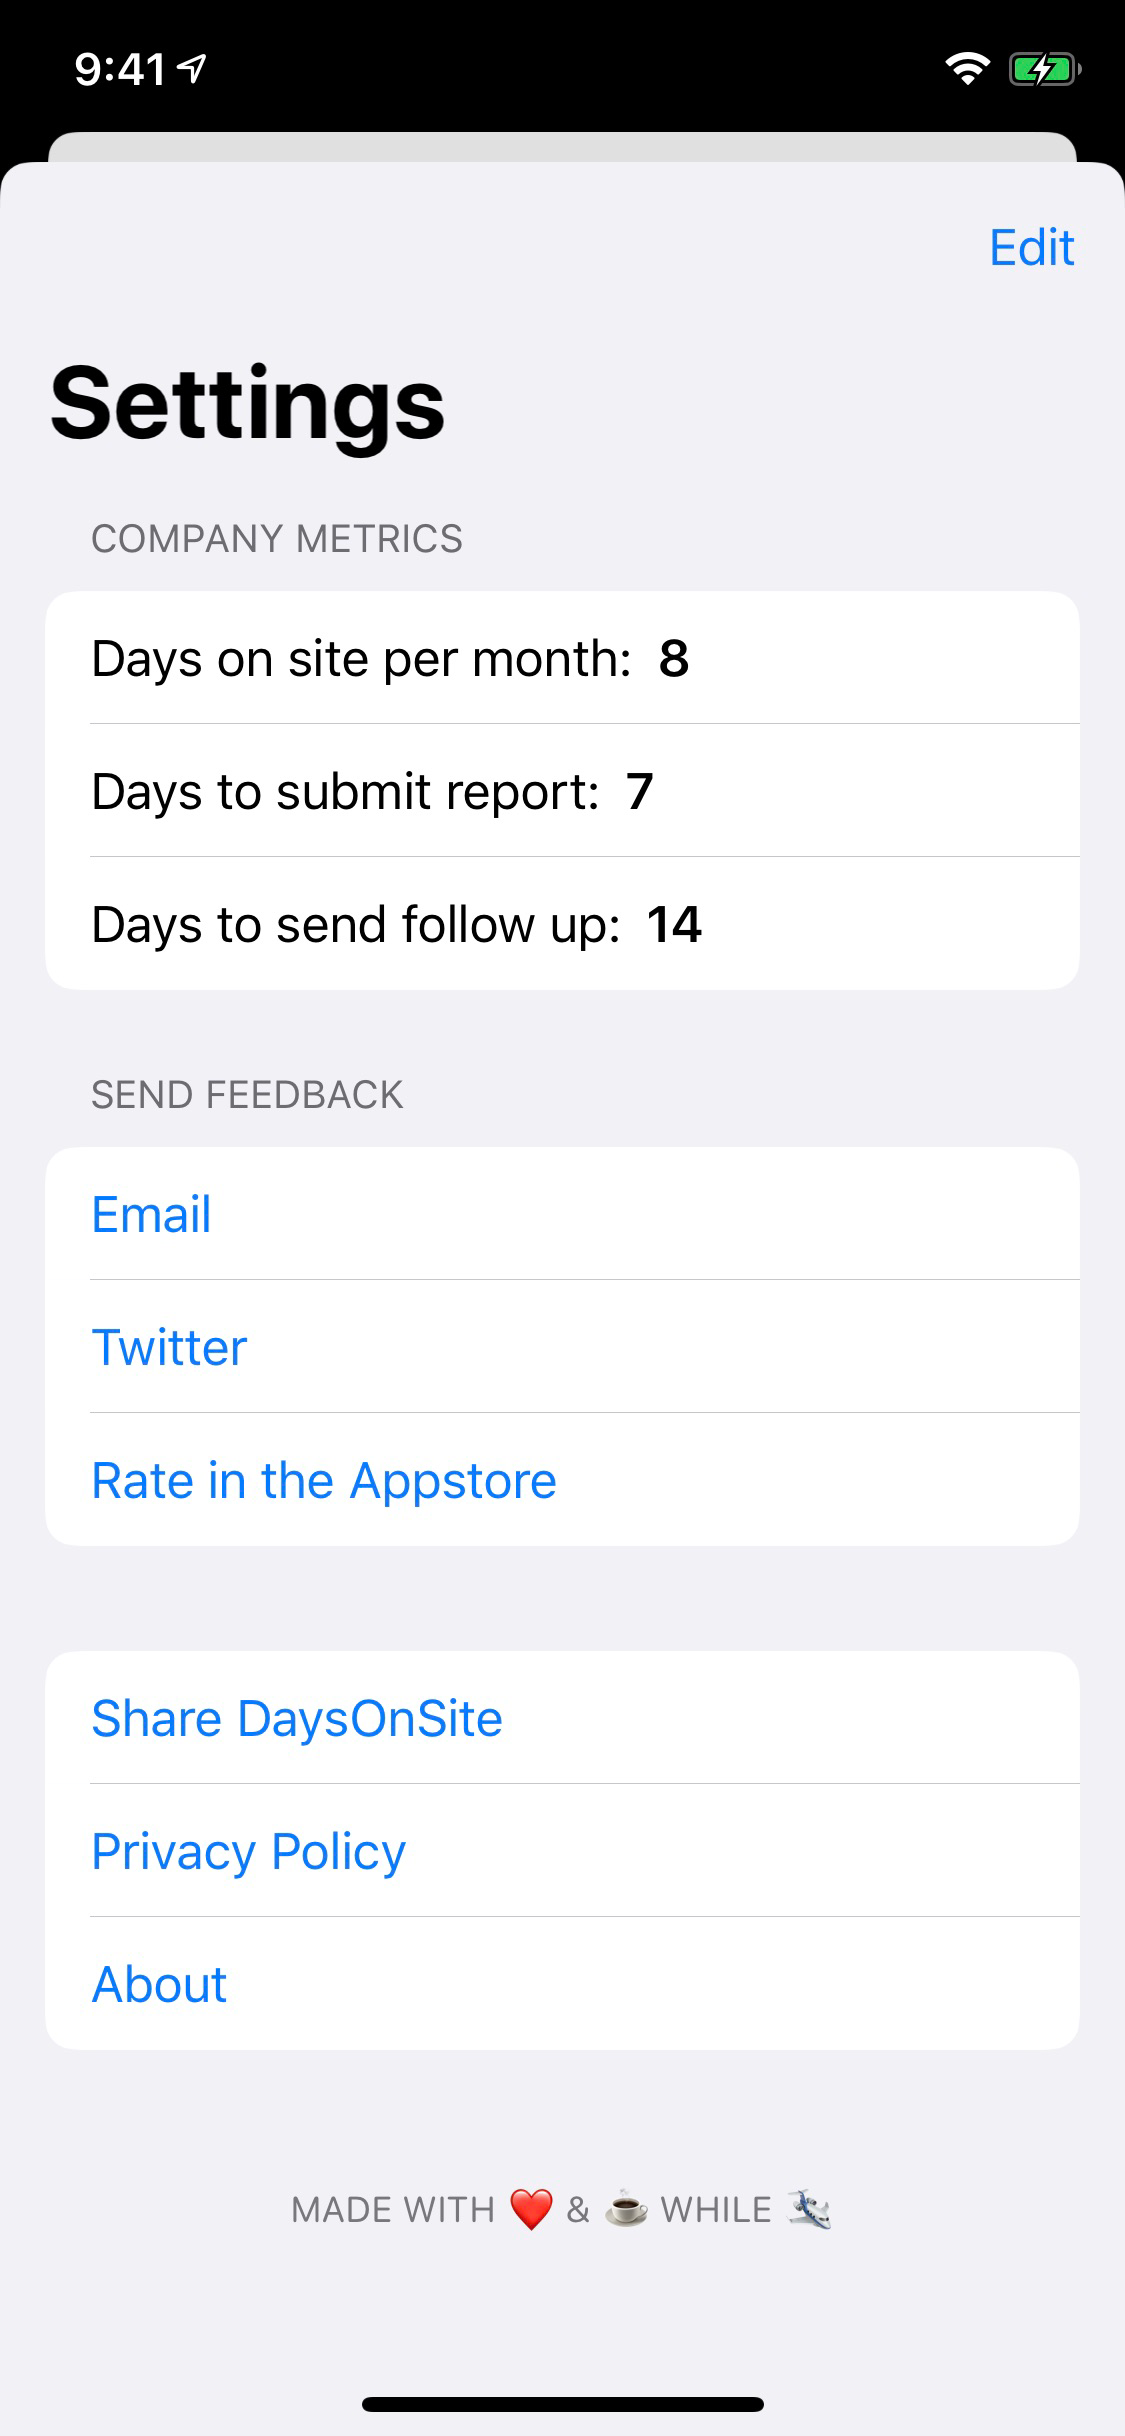 9:41
Edit
Settings
COMPANY METRICS
Days on site per month: 8
Days to submit report: 7
Days to send follow up: 14
SEND FEEDBACK
Email
Twitter
Rate in the Appstore
Share DaysOnSite
Privacy Policy
About
MADE WITH ❤️ & ☕ WHILE 🛩️